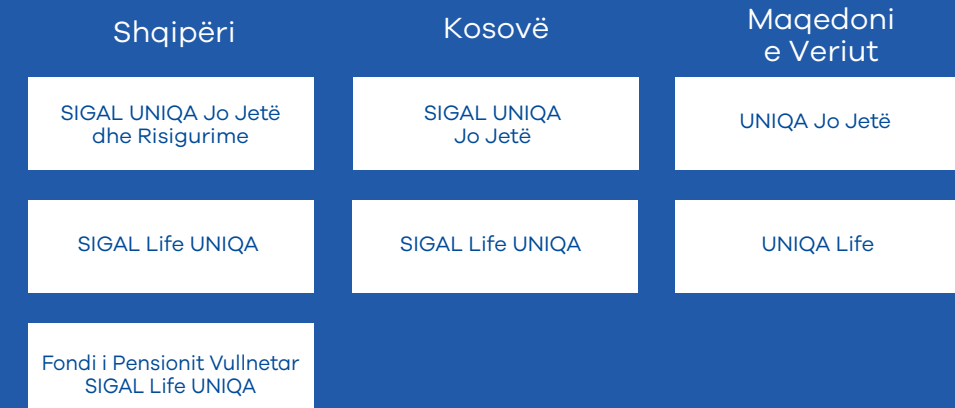 Shqipëri
Kosovë
Maqedoni
e Veriut
SIGAL UNIQA Jo Jetë
dhe Risigurime
SIGAL UNIQA
Jo Jetë
UNIQA Jo Jetë
SIGAL Life UNIQA
SIGAL Life UNIQA
UNIQA Life
Fondi i Pensionit Vullnetar
SIGAL Life UNIQA